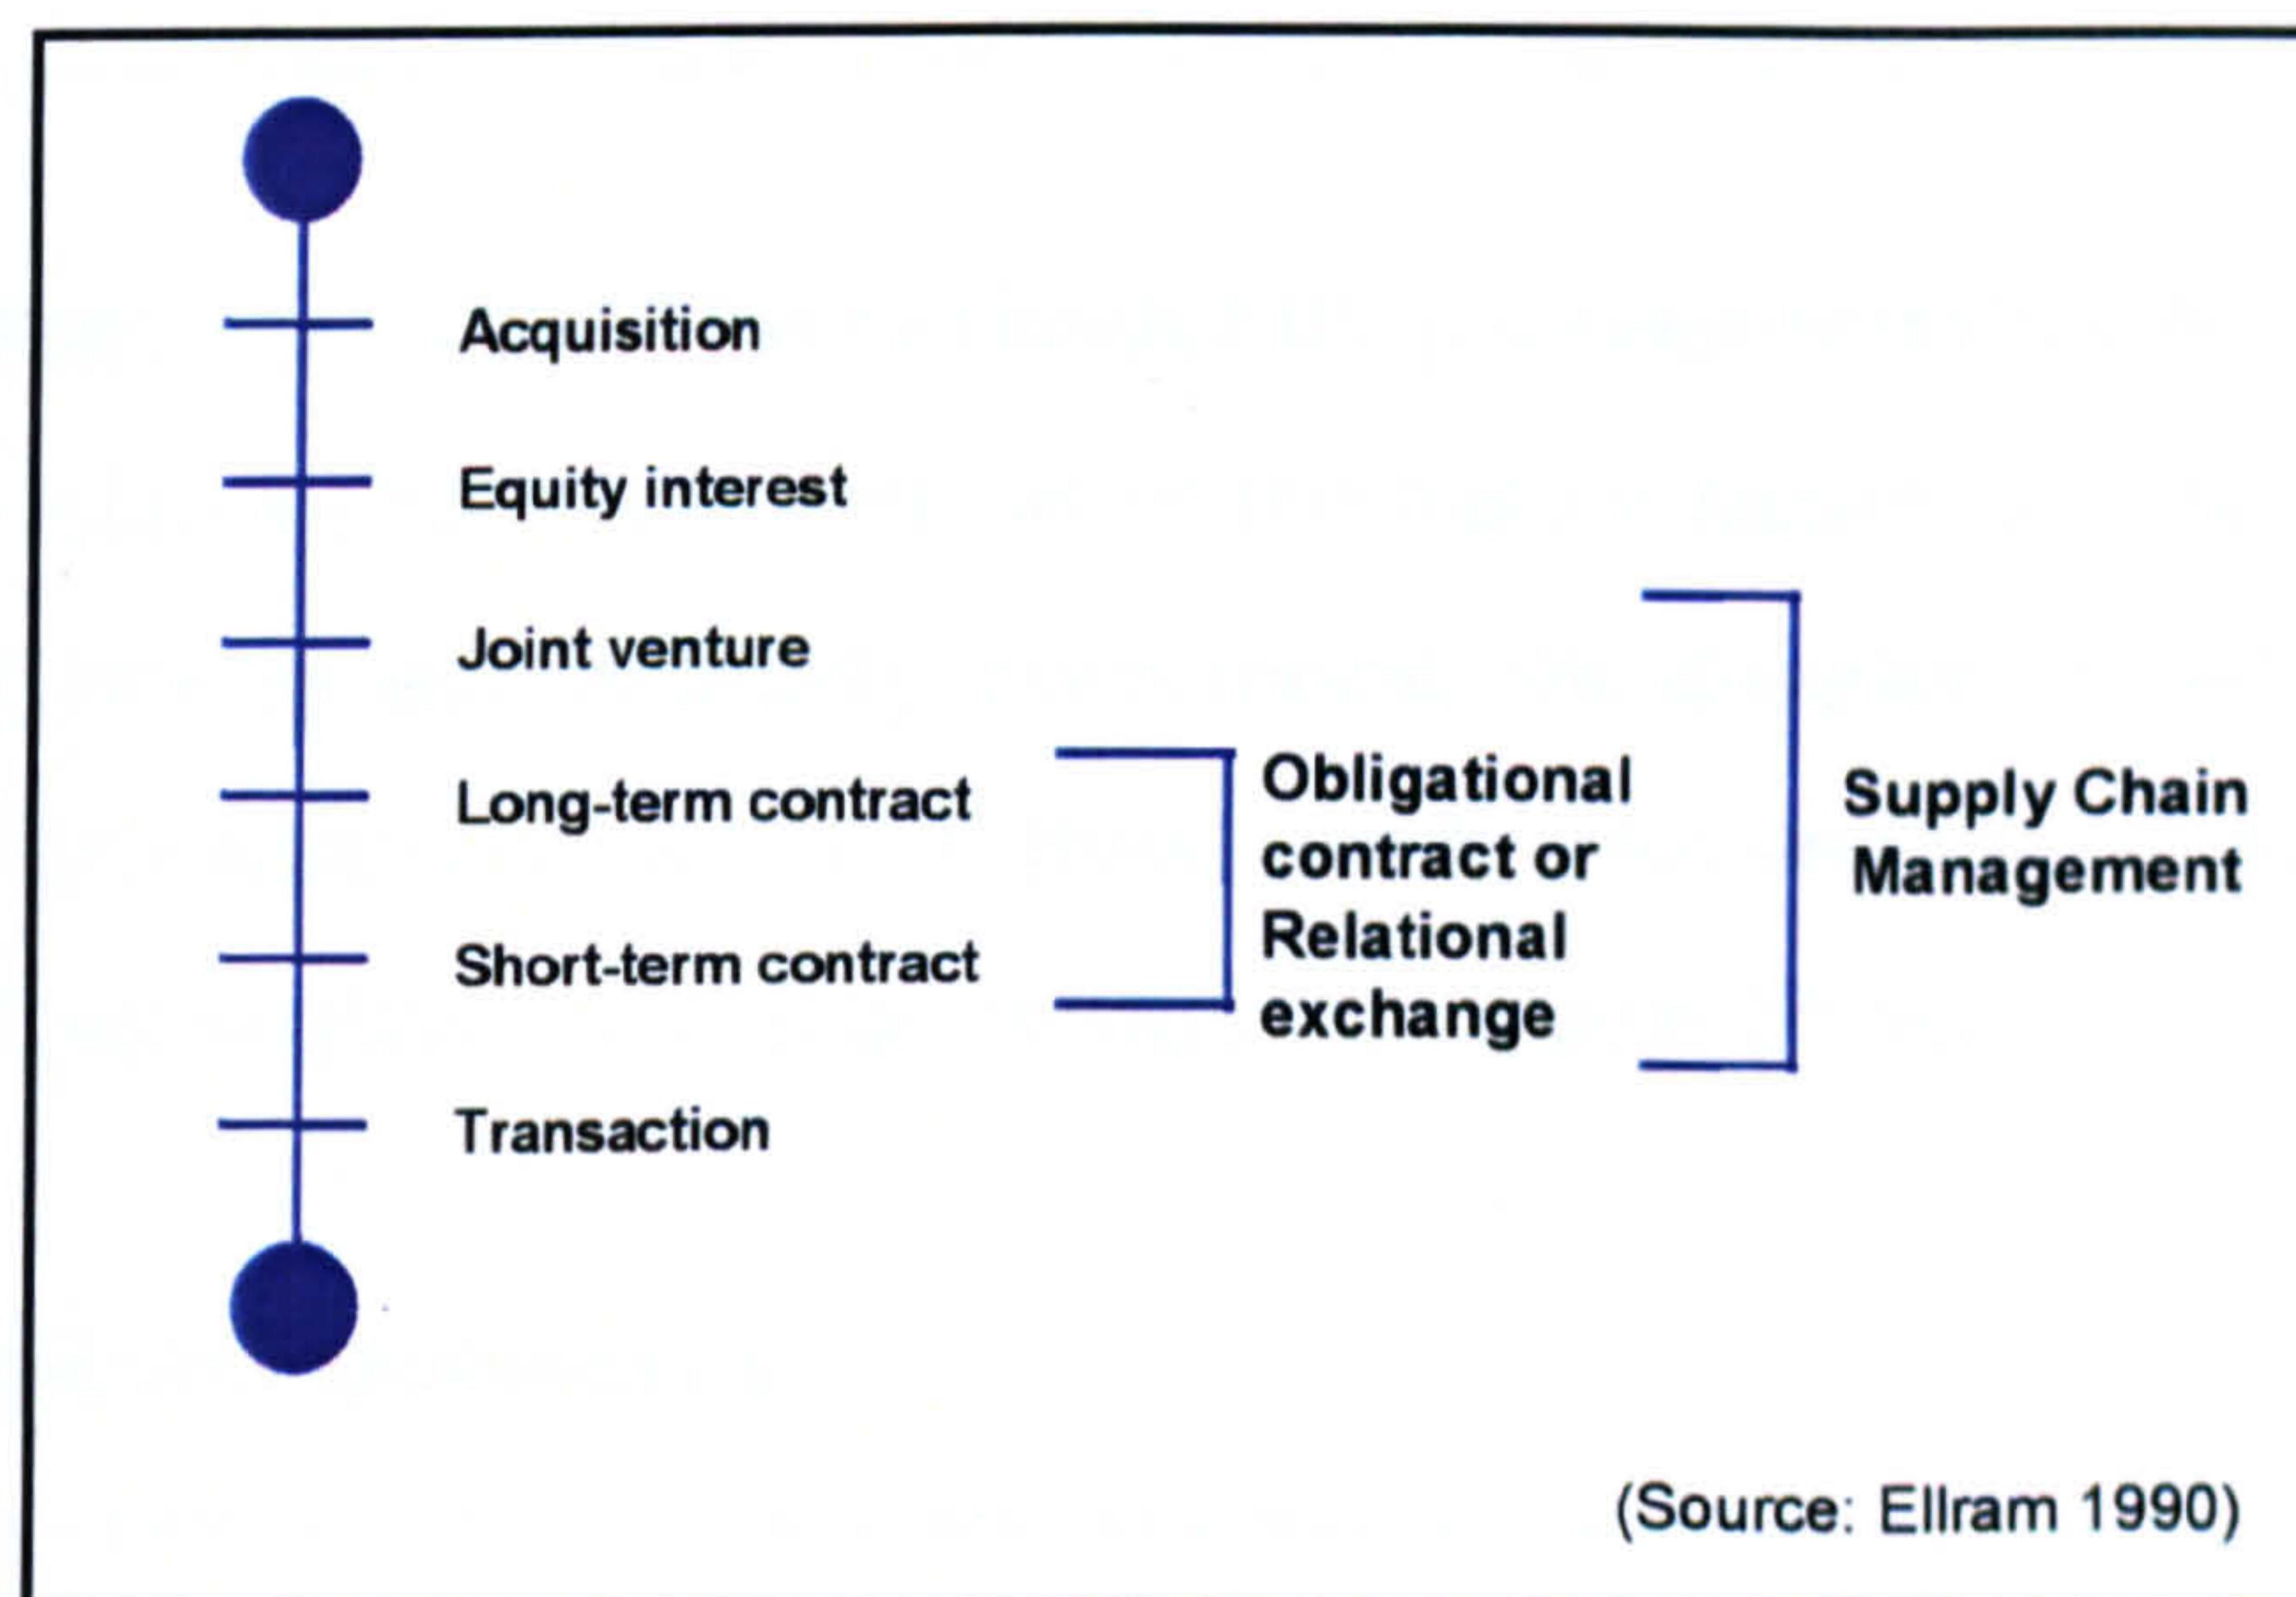 Acquisition
Equity interest
Joint venture
Long-term contract
Short-term contract
Transaction
Obligational
contract or
Relational
exchange
Supply Chain
Management
(Source: Ellram 1990)